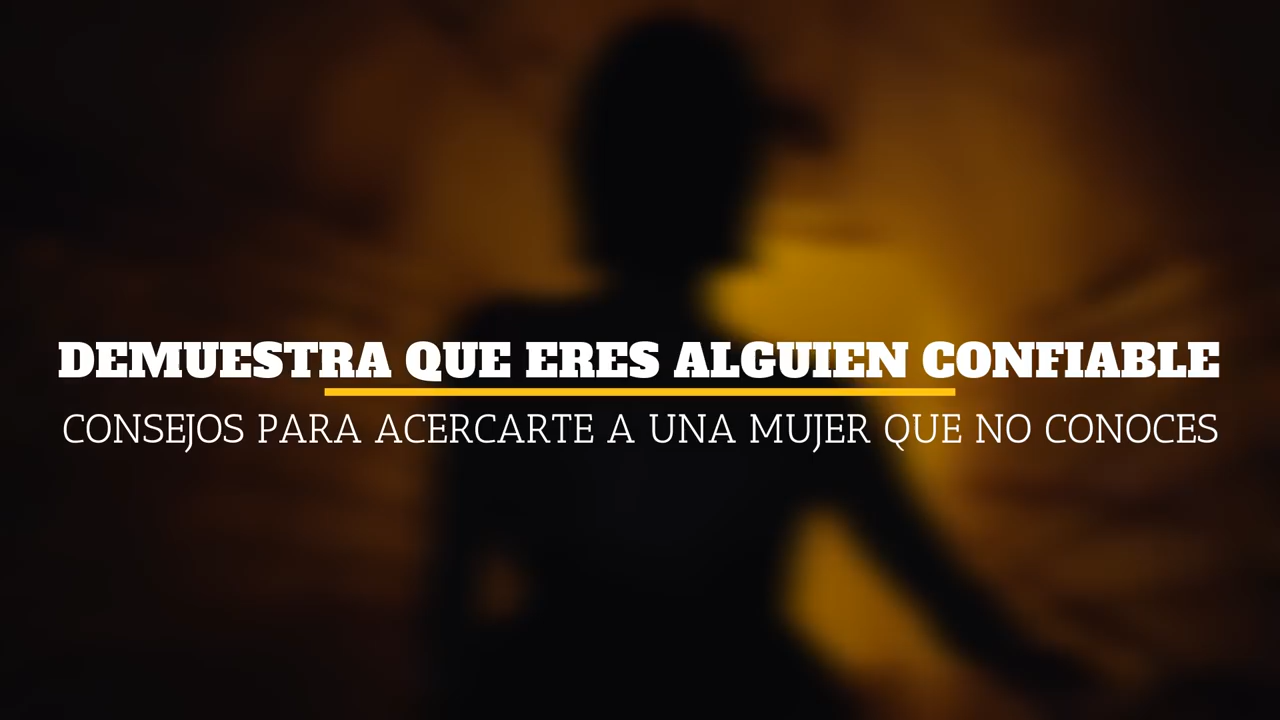 DEMUESTRA QUE ERES ALGUIEN CONFIABLE
CONSEJOS PARA ACERCARTE A UNA MUJER QUE NO CONOCES